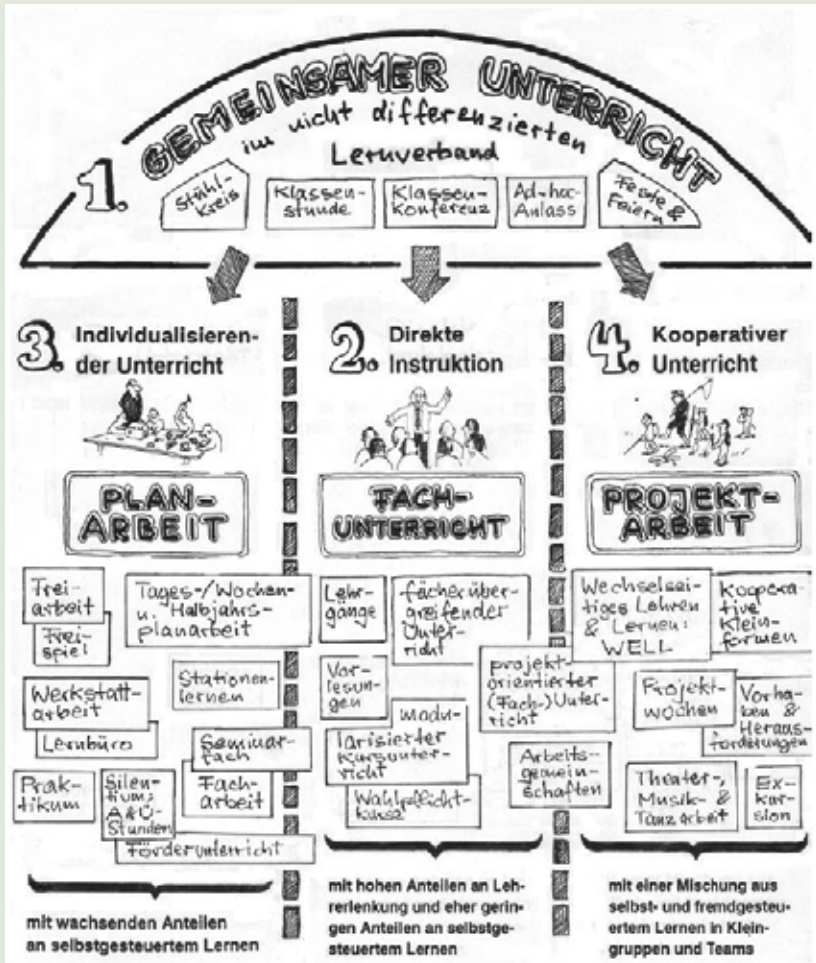 1. GEMEINSAMER UNTERRICHT
im nicht differenzierten
Lernverband
Stuhl-
kreis
Klassen-
stunde
Klassen-
konferenz
Ad-hoc-
Anlass
Feste &
Feiern
3. Individualisieren-
der Unterricht
PLAN-
ARBEIT
Frei-
arbeit
Frei-
spiel
Tages-/Wochen-
u. Halbjahrs-
planarbeit
Stationen-
lernen
Werkstatt-
arbeit
Lernbüro
Seminar-
fach
Fach-
arbeit
Prak-
tikum
Silen-
tium;
A&Ü-
Stunden
Förderunterricht
mit wachsenden Anteilen
an selbstgesteuertem Lernen
2. Direkte
Instruktion
FACH-
UNTERRICHT
Lehr-
gänge
fächerüber-
greifender
Unter-
richt
Vor-
lesun-
gen
projekt-
orientierter
(Fach-)Unter-
richt
modu-
larisierter
Kursunter-
richt
Wahlpflicht-
kurse
Arbeits-
gemein-
schaften
mit hohen Anteilen an Leh-
rerlenkung und eher gerin-
gen Anteilen an selbstge-
steuertem Lernen
4. Kooperativer
Unterricht
PROJEKT-
ARBEIT
Wechselsei-
tiges Lehren
& Lernen:
WELL
Koopera-
tive
Klein-
formen
Projekt-
wochen
Vorha-
ben &
Heraus-
forderungen
Theater-,
Musik- &
Tanzarbeit
Ex-
kur-
sion
mit einer Mischung aus
selbst- und fremdgesteu-
ertem Lernen in Klein-
gruppen und Teams